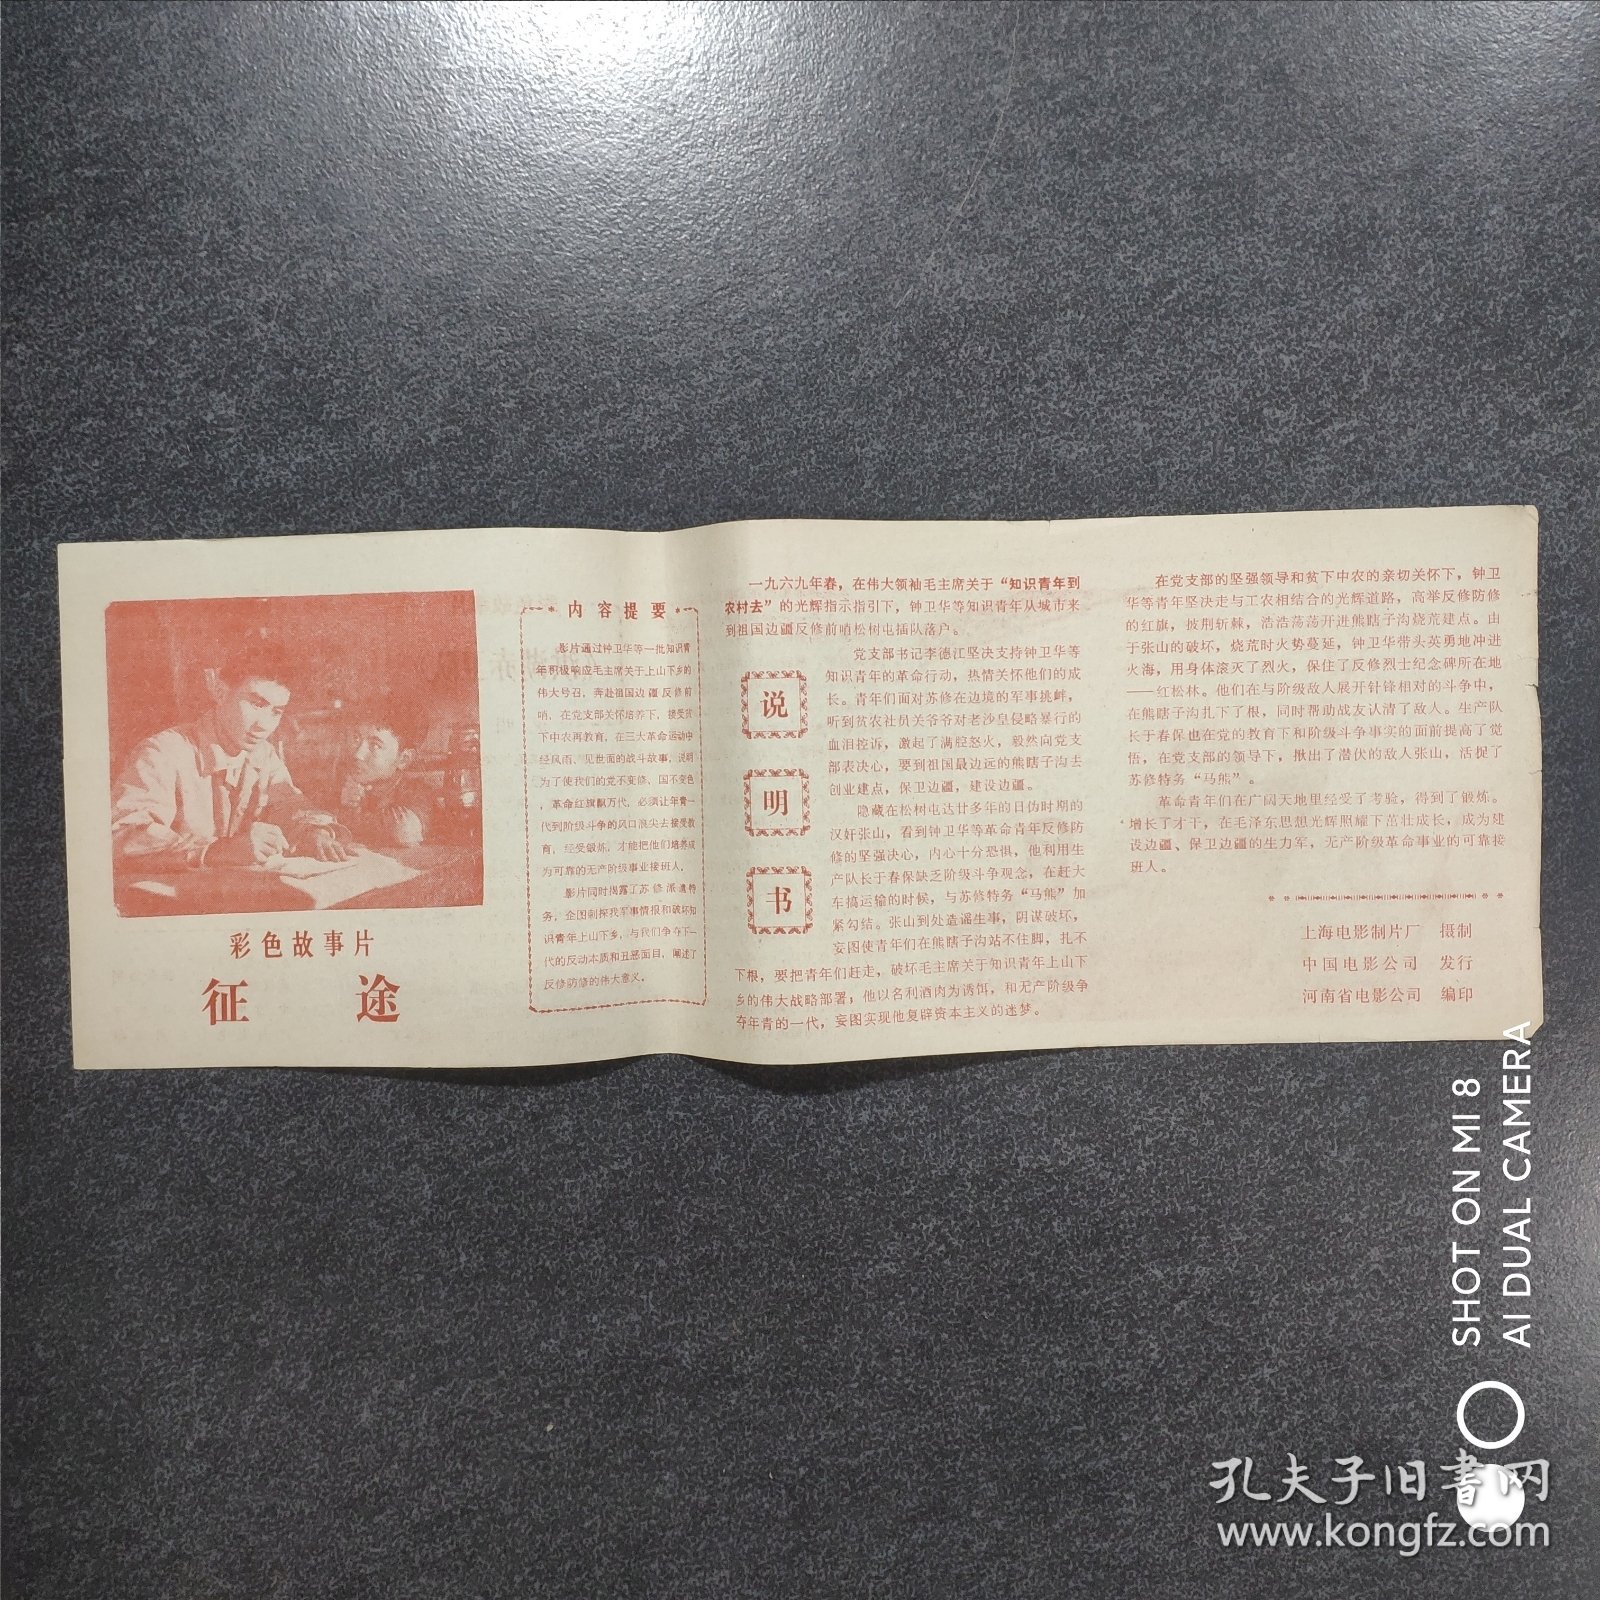 彩色故事片
征 途
内容提要
影片通过钟卫华等一批知识青
年积极响应毛主席关于上山下乡的
伟大号召，奔赴祖国边疆反修前
哨，在党支部关怀培养下，接受贫
下中农再教育，在三大革命运动中
经风雨、见世面的战斗故事，说明
为了使我们的党不变修、国不变色
，革命红旗飘万代，必须让年青一
代到阶级斗争的风口浪尖去接受教
育，经受锻炼，才能把他们培养成
为可靠的无产阶级事业接班人。
影片同时揭露了苏修派遣特
务，企图刺探我军事情报和破坏知
识青年上山下乡，与我们争夺下一
代的反动本质和丑恶面目，阐述了
反修防修的伟大意义。
说
明
书
一九六九年春，在伟大领袖毛主席关于“知识青年到
农村去”的光辉指示指引下，钟卫华等知识青年从城市来
到祖国边疆反修前哨松树屯插队落户。
党支部书记李德江坚决支持钟卫华等
知识青年的革命行动，热情关怀他们的成
长。青年们面对苏修在边境的军事挑衅，
听到贫农社员关爷爷对老沙皇侵略暴行的
血泪控诉，激起了满腔怒火，毅然向党支
部表决心，要到祖国最边远的熊瞎子沟去
创业建点，保卫边疆，建设边疆。
隐藏在松树屯达廿多年的日伪时期的
汉奸张山，看到钟卫华等革命青年反修防
修的坚强决心，内心十分恐惧，他利用生
产队长于春保缺乏阶级斗争观念，在赶大
车搞运输的时候，与苏修特务“马熊”加
紧勾结。张山到处造谣生事，阴谋破坏，
妄图使青年们在熊瞎子沟站不住脚，扎不
下根，要把青年们赶走，破坏毛主席关于知识青年上山下
乡的伟大战略部署；他以名利酒肉为诱饵，和无产阶级争
夺年青的一代，妄图实现他复辟资本主义的迷梦。
在党支部的坚强领导和贫下中农的亲切关怀下，钟卫
华等青年坚决走与工农相结合的光辉道路，高举反修防修
的红旗，披荆斩棘，浩浩荡荡开进熊瞎子沟烧荒建点。由
于张山的破坏，烧荒时火势蔓延，钟卫华带头英勇地冲进
火海，用身体滚灭了烈火，保住了反修烈士纪念碑所在地
——红松林。他们在与阶级敌人展开针锋相对的斗争中，
在熊瞎子沟扎下了根，同时帮助战友认清了敌人。生产队
长于春保也在党的教育下和阶级斗争事实的面前提高了觉
悟，在党支部的领导下，揪出了潜伏的敌人张山，活捉了
苏修特务“马熊”。
革命青年们在广阔天地里经受了考验，得到了锻炼。
增长了才干，在毛泽东思想光辉照耀下茁壮成长，成为建
设边疆、保卫边疆的生力军，无产阶级革命事业的可靠接
班人。
上海电影制片厂 摄制
中国电影公司 发行
河南省电影公司 编印
SHOT ON MI 8
AI DUAL CAMERA
孔夫子旧书网
www.kongfz.com